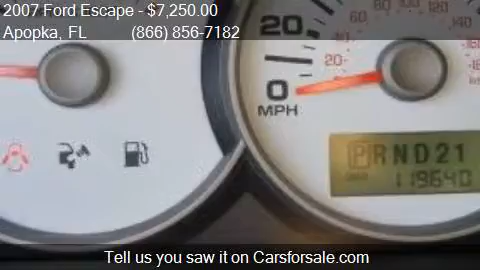 2007 Ford Escape - $7,250.00
Apopka, FL (866) 856-7182
20
20
0
MPH
PRND21
119640
Tell us you saw it on Carsforsale.com